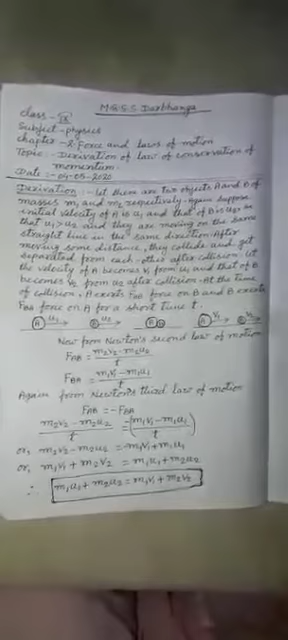 M.G.S.S Darbhanga
Class - IX
Subject - physics
chapter - 2. Force and laws of motion
Topic - Derivation of law of conservation of
momentum.
Date :- 04-05-2020
Derivation :- Let there are two objects A and B of
masses m₁ and m₂ respectively. Again suppose
initial velocity of A is u₁ and that of B is u₂ so
that u₁>u₂ and they are moving on the same
straight line in the same direction. After
moving some distance, they collide and get
separated from each-other after collision. Let
the velocity of A becomes v₁ from u₁ and that of B
becomes v₂ from u₂ after collision. At the time
of collision, A exerts FAB force on B and B exerts
FBA force on A for a short time t.
A u₁ B u₂ A B A v₁ B v₂
Now from Newton's second law of motion
FAB = m₂v₂ - m₂u₂ / t
FBA = m₁v₁ - m₁u₁ / t
Again from Newton's third law of motion
FAB = - FBA
m₂v₂ - m₂u₂ / t = -(m₁v₁ - m₁u₁ / t)
or, m₂v₂ - m₂u₂ = -m₁v₁ + m₁u₁
or, m₁v₁ + m₂v₂ = m₁u₁ + m₂u₂
∴ m₁u₁ + m₂u₂ = m₁v₁ + m₂v₂